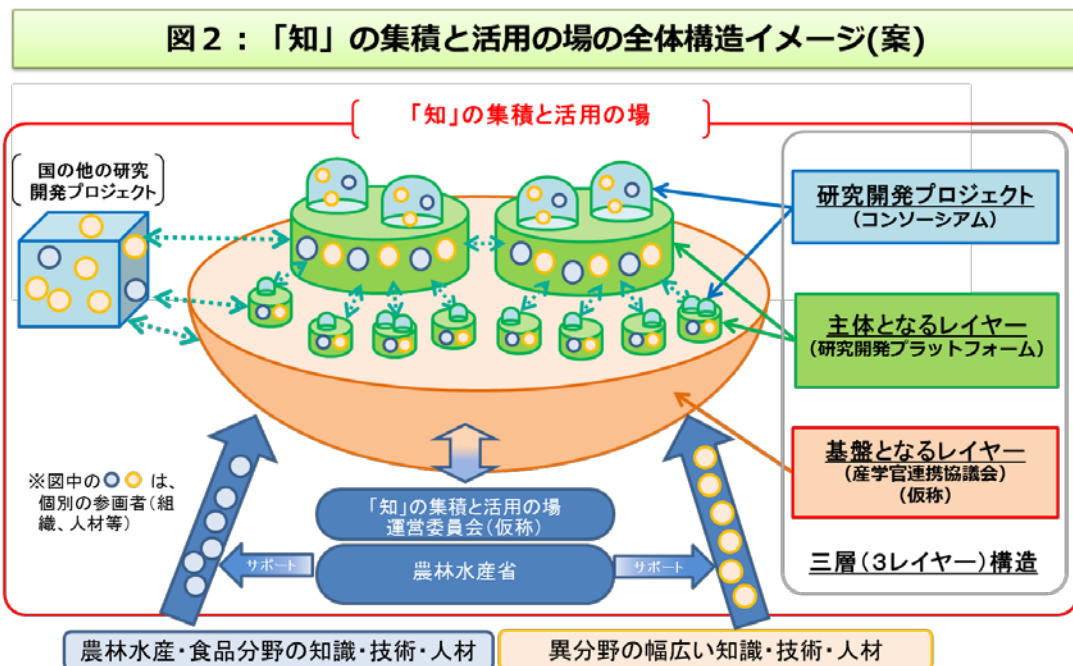 図2：「知」の集積と活用の場の全体構造イメージ(案)
「知」の集積と活用の場
国の他の研究
開発プロジェクト
研究開発プロジェクト
(コンソーシアム)
主体となるレイヤー
(研究開発プラットフォーム)
基盤となるレイヤー
(産学官連携協議会)
(仮称)
三層(3レイヤー)構造
※図中の は、
個別の参画者(組
織、人材等)
「知」の集積と活用の場
運営委員会(仮称)
サポート
農林水産省
サポート
農林水産・食品分野の知識・技術・人材
異分野の幅広い知識・技術・人材